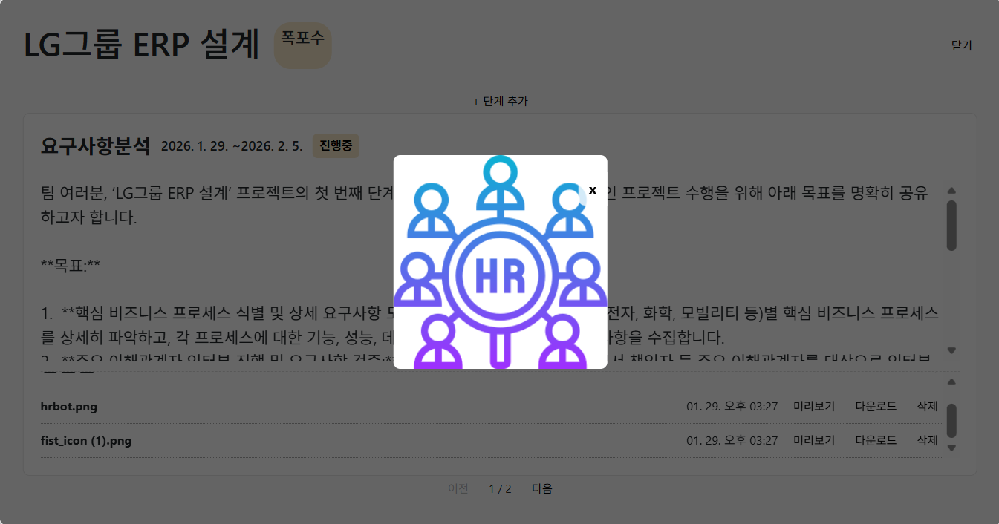 LG그룹 ERP 설계 폭포수
닫기
+ 단계 추가
요구사항분석 2026. 1. 29. ~2026. 2. 5. 진행중
x
팀 여러분, ‘LG그룹 ERP 설계’ 프로젝트의 첫 번째 단계 인 프로젝트 수행을 위해 아래 목표를 명확히 공유
하고자 합니다.
**목표:**
HR
1. **핵심 비즈니스 프로세스 식별 및 상세 요구사항 전자, 화학, 모빌리티 등)별 핵심 비즈니스 프로세스
를 상세히 파악하고, 각 프로세스에 대한 기능, 성능, 사항을 수집합니다.
2. **주요 이해관계자 인터뷰 진행 및 요구사항 검증:** 서 책임자 등 주요 이해관계자를 대상으로 인터뷰
hrbot.png 01. 29. 오후 03:27 미리보기 다운로드 삭제
fist_icon (1).png 01. 29. 오후 03:27 미리보기 다운로드 삭제
이전 1 / 2 다음